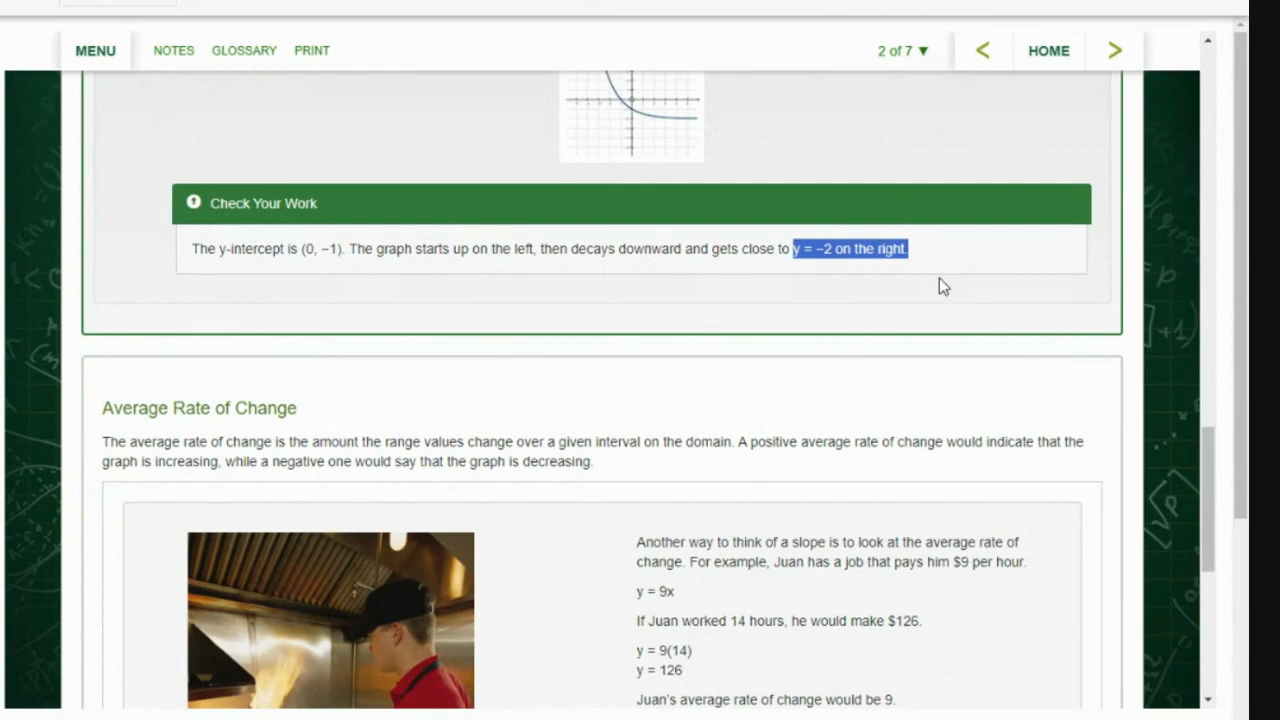 MENU NOTES GLOSSARY PRINT 2 of 7 ▼ < HOME >
Check Your Work
The y-intercept is (0, −1). The graph starts up on the left, then decays downward and gets close to y = −2 on the right.
Average Rate of Change
The average rate of change is the amount the range values change over a given interval on the domain. A positive average rate of change would indicate that the
graph is increasing, while a negative one would say that the graph is decreasing.
Another way to think of a slope is to look at the average rate of
change. For example, Juan has a job that pays him $9 per hour.
y = 9x
If Juan worked 14 hours, he would make $126.
y = 9(14)
y = 126
Juan's average rate of change would be 9.